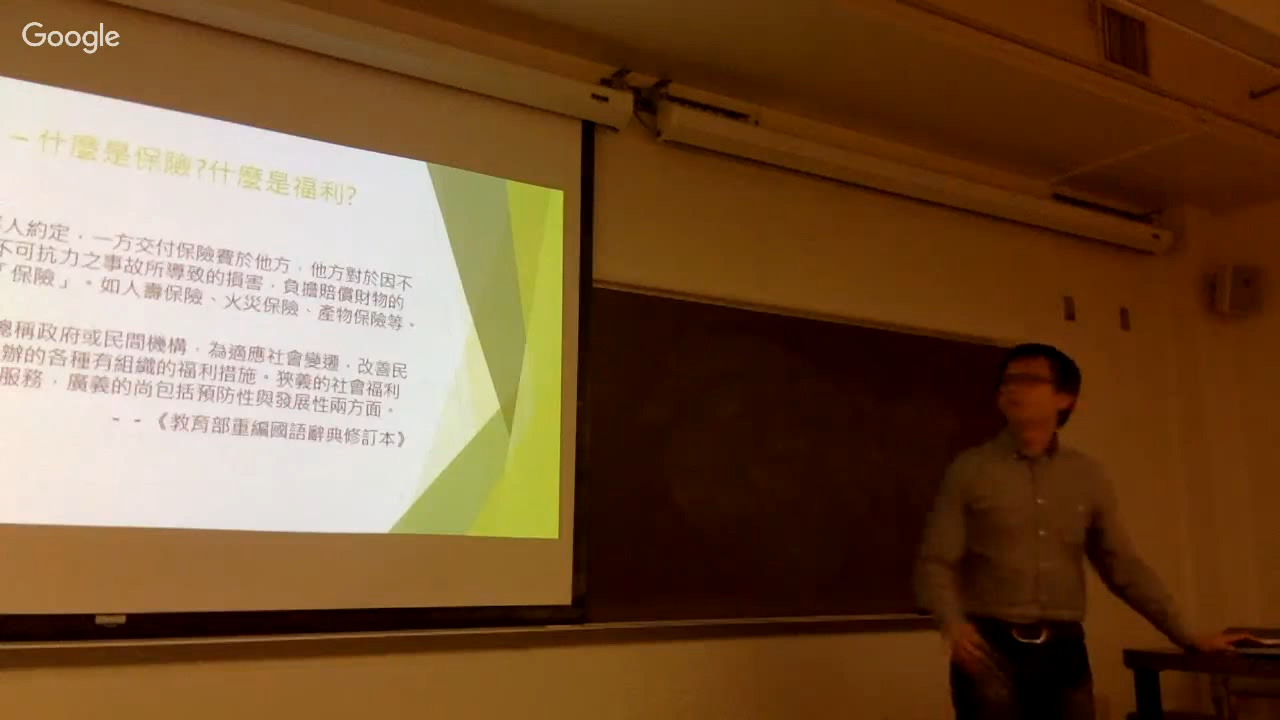 Google
–什麼是保險?什麼是福利?
人約定，一方交付保險費於他方，他方對於因不
不可抗力之事故所導致的損害，負擔賠償財物的
「保險」。如人壽保險、火災保險、產物保險等。
總稱政府或民間機構，為適應社會變遷，改善民
辦的各種有組織的福利措施。狹義的社會福利
服務，廣義的尚包括預防性與發展性兩方面。
- -《教育部重編國語辭典修訂本》